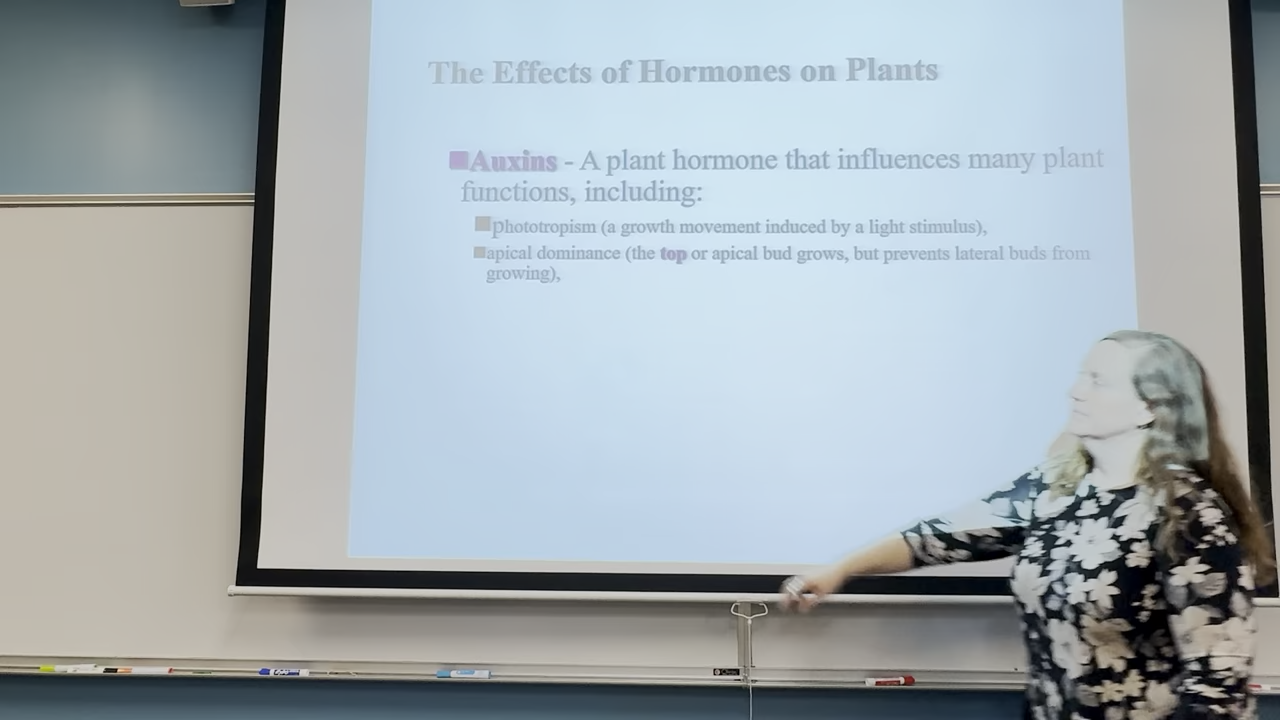 The Effects of Hormones on Plants
Auxins - A plant hormone that influences many plant
functions, including:
phototropism (a growth movement induced by a light stimulus),
apical dominance (the top or apical bud grows, but prevents lateral buds from
growing),